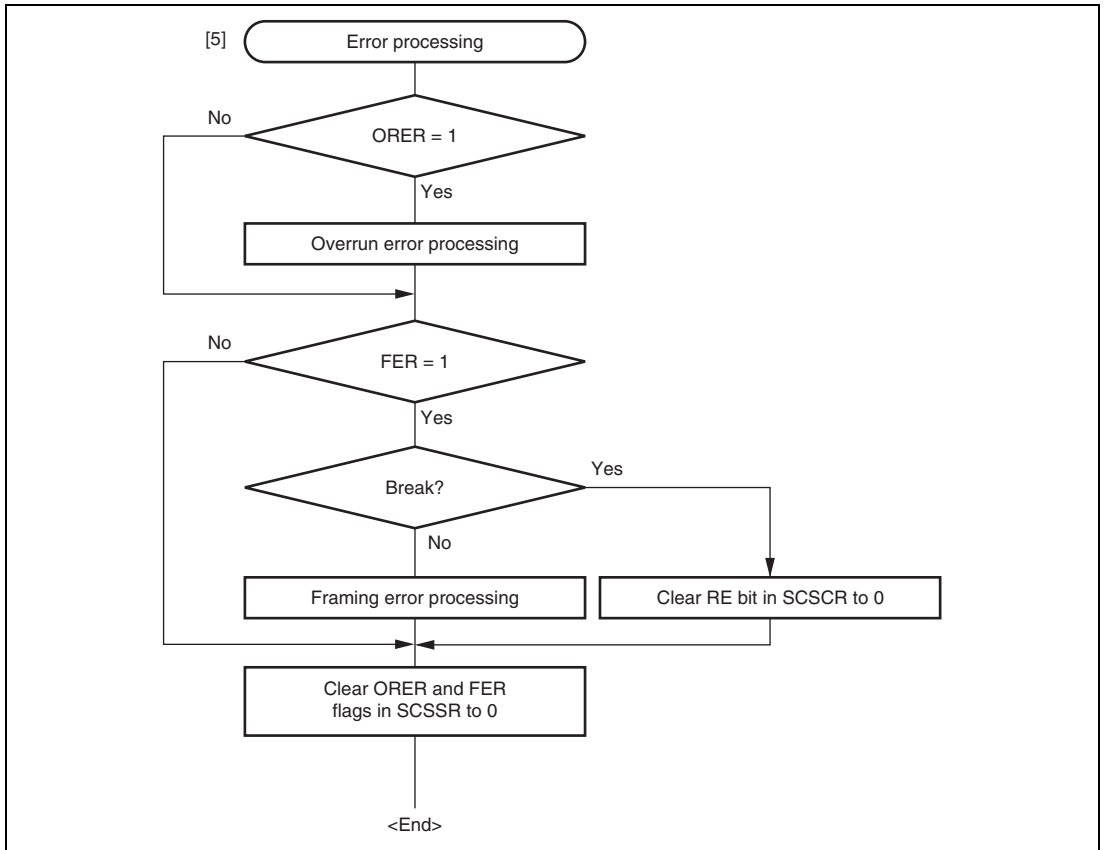 [5]
Error processing
No
ORER = 1
Yes
Overrun error processing
No
FER = 1
Yes
Break?
Yes
No
Framing error processing
Clear RE bit in SCSCR to 0
Clear ORER and FER
flags in SCSSR to 0
<End>